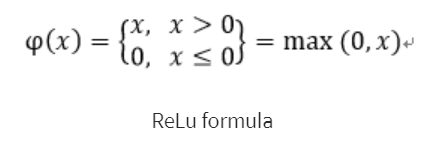 φ(x) = {x, x > 0
0, x ≤ 0} = max (0, x)↵
ReLu formula